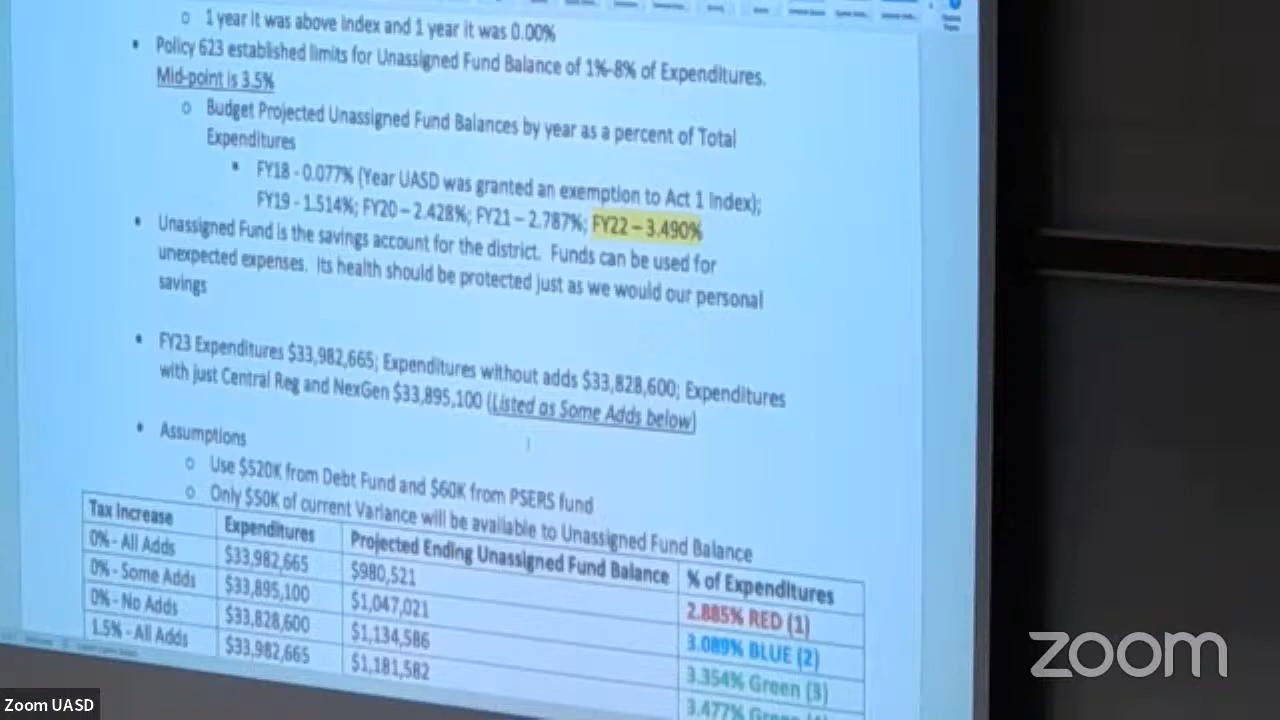 o 1 year it was above index and 1 year it was 0.00%
• Policy 623 established limits for Unassigned Fund Balance of 1%-8% of Expenditures.
Mid-point is 3.5%
o Budget Projected Unassigned Fund Balances by year as a percent of Total
Expenditures
▪ FY18 - 0.077% (Year UASD was granted an exemption to Act 1 Index);
FY19 - 1.514%; FY20 – 2.428%; FY21 – 2.787%; FY22 – 3.490%
• Unassigned Fund is the savings account for the district. Funds can be used for
unexpected expenses. Its health should be protected just as we would our personal
savings
• FY23 Expenditures $33,982,665; Expenditures without adds $33,828,600; Expenditures
with just Central Reg and NexGen $33,895,100 (Listed as Some Adds below)
• Assumptions
o Use $520K from Debt Fund and $60K from PSERS fund
o Only $50K of current Variance will be available to Unassigned Fund Balance
Tax Increase Expenditures Projected Ending Unassigned Fund Balance % of Expenditures
0% - All Adds $33,982,665 $980,521 2.885% RED (1)
0% - Some Adds $33,895,100 $1,047,021 3.089% BLUE (2)
0% - No Adds $33,828,600 $1,134,586 3.354% Green (3)
1.5% - All Adds $33,982,665 $1,181,582 3.477% Green (4)
zoom
Zoom UASD